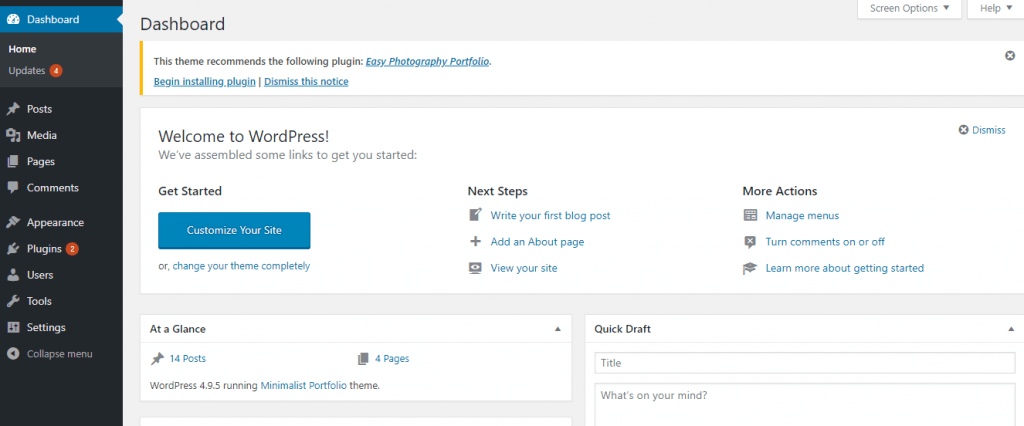 Screen Options ▼ Help ▼
Dashboard
Home
Updates 4
Posts
Media
Pages
Comments
Appearance
Plugins 2
Users
Tools
Settings
Collapse menu
Dashboard
This theme recommends the following plugin: Easy Photography Portfolio.
Begin installing plugin | Dismiss this notice
Welcome to WordPress!
We've assembled some links to get you started:
Dismiss
Get Started
Customize Your Site
or, change your theme completely
Next Steps
Write your first blog post
Add an About page
View your site
More Actions
Manage menus
Turn comments on or off
Learn more about getting started
At a Glance
14 Posts
4 Pages
WordPress 4.9.5 running Minimalist Portfolio theme.
Quick Draft
Title
What's on your mind?